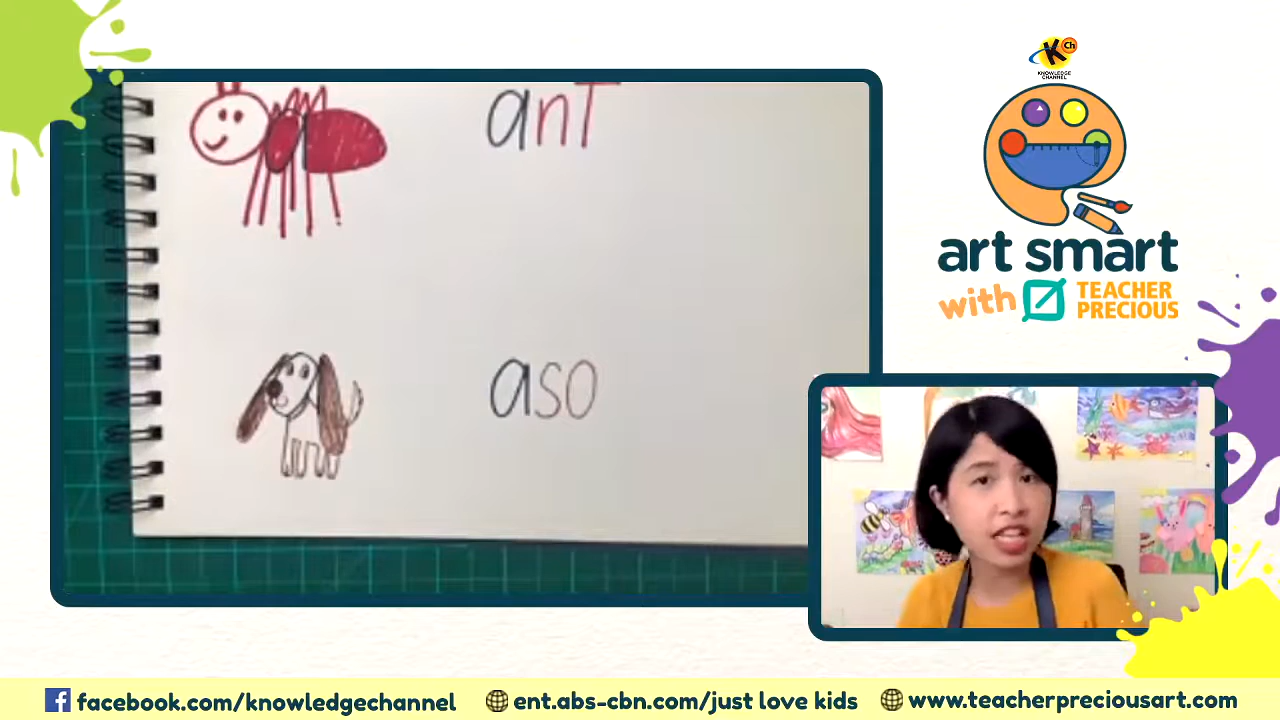 anT
aso
K Ch
KNOWLEDGE
CHANNEL
art smart
with TEACHER
PRECIOUS
facebook.com/knowledgechannel
ent.abs-cbn.com/just love kids
www.teacherpreciousart.com